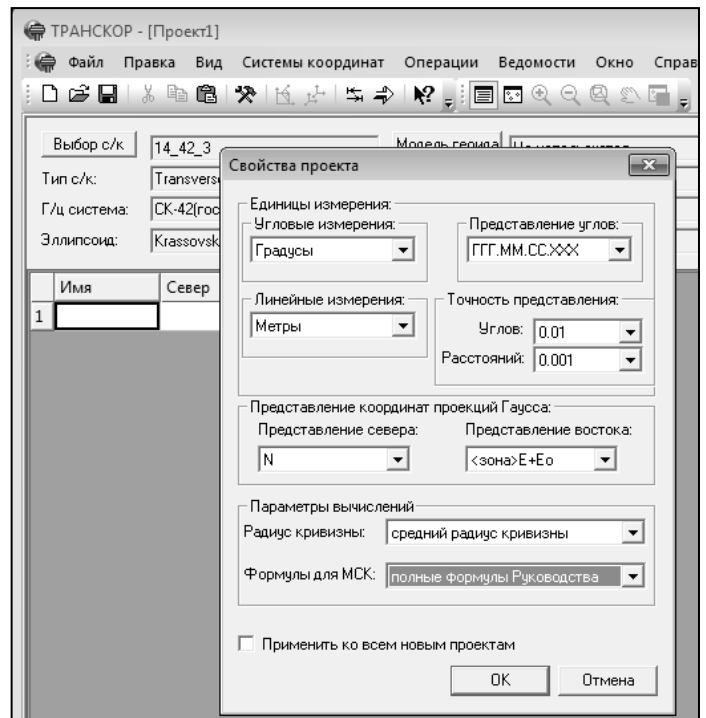 ТРАНСКОР - [Проект1]
Файл Правка Вид Системы координат Операции Ведомости Окно Справ
Выбор с/к 14_42_3 Модель геоида
Тип с/к: Transvers
Г/ц система: СК-42(гос
Эллипсоид: Krassovsk
Имя Север
1
Свойства проекта
Единицы измерения:
Угловые измерения: Представление углов:
Градусы ГГГ.ММ.СС.XXX
Линейные измерения: Точность представления:
Метры Углов: 0.01
Расстояний: 0.001
Представление координат проекций Гаусса:
Представление севера: Представление востока:
N <зона>E+Eo
Параметры вычислений
Радиус кривизны: средний радиус кривизны
Формулы для МСК: полные формулы Руководства
Применить ко всем новым проектам
OK Отмена